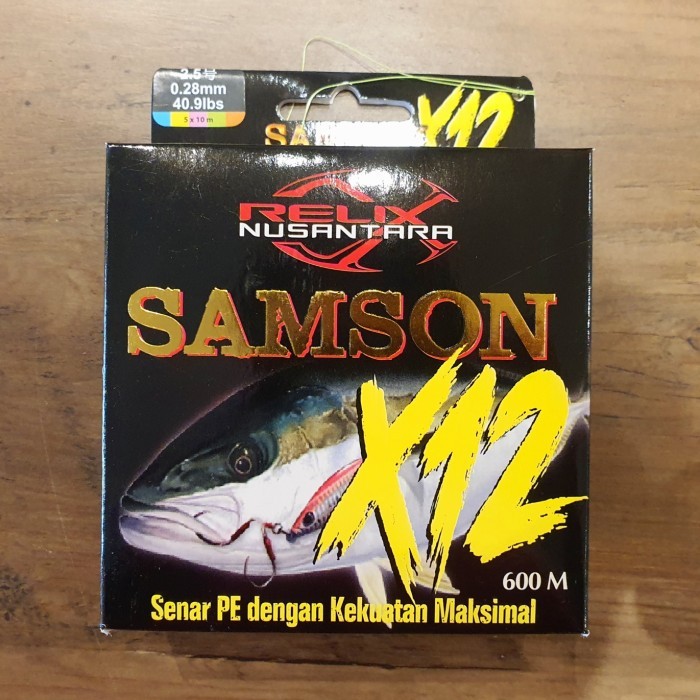 2.5号
0.28mm
40.9lbs
5 x 10 m
X12
RELIX
NUSANTARA
SAMSON
X12
600 M
Senar PE dengan Kekuatan Maksimal